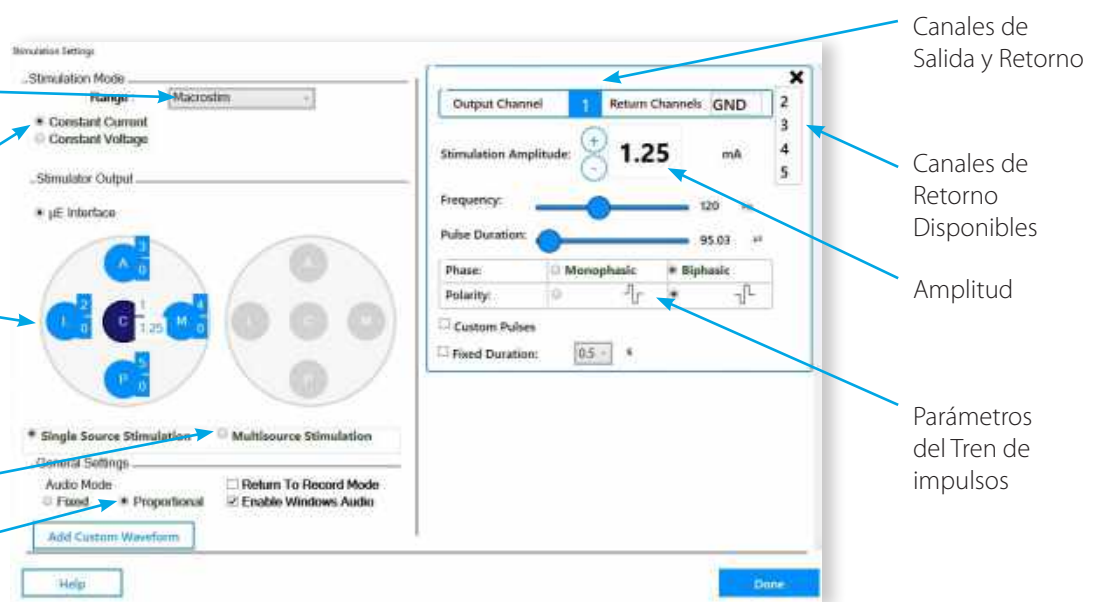 Stimulation Settings
Stimulation Mode
Range
Macrostim
Constant Current
Constant Voltage
Stimulator Output
µE Interface
A
3
0
I
2
0
C
1
1.25
M
4
0
P
5
0
A
C
M
Single Source Stimulation
Multisource Stimulation
General Settings
Audio Mode
Fixed
Proportional
Return To Record Mode
Enable Windows Audio
Add Custom Waveform
Help
Output Channel 1 Return Channels GND
2
3
4
5
Stimulation Amplitude: + - 1.25 mA
Frequency: 120
Pulse Duration: 95.03
Phase: Monophasic Biphasic
Polarity:
Custom Pulses
Fixed Duration: 0.5 s
Done
Canales de
Salida y Retorno
Canales de
Retorno
Disponibles
Amplitud
Parámetros
del Tren de
impulsos